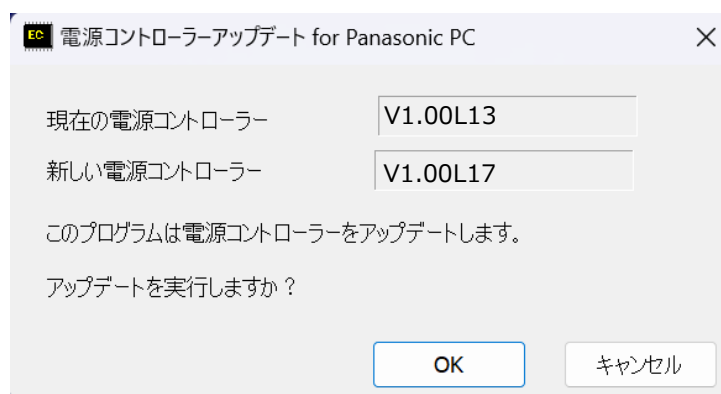 EC 電源コントローラーアップデート for Panasonic PC
現在の電源コントローラー V1.00L13
新しい電源コントローラー V1.00L17
このプログラムは電源コントローラーをアップデートします。
アップデートを実行しますか？
OK キャンセル